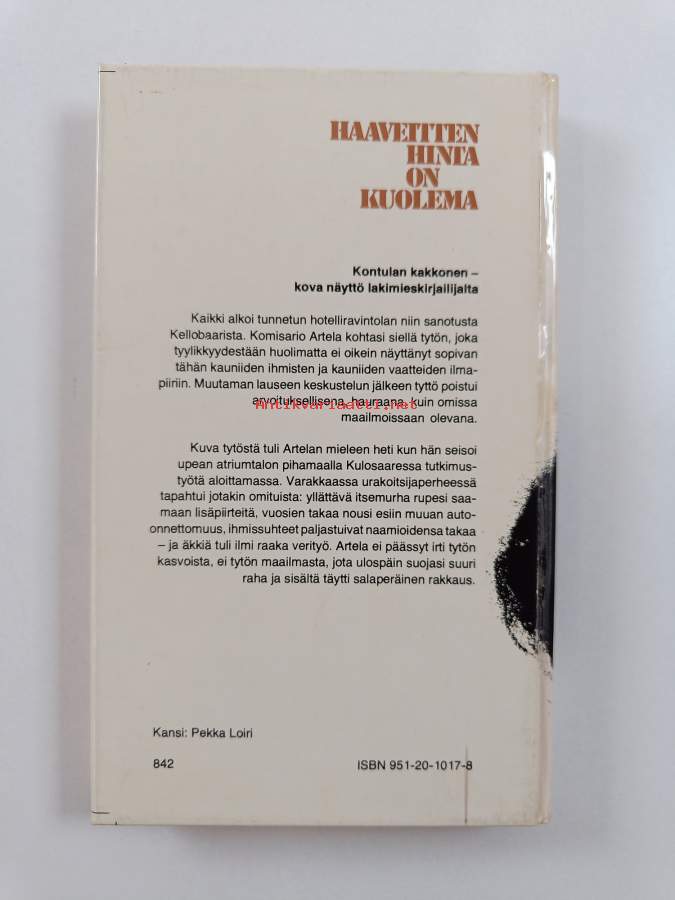 HAAVEITTEN
HINTA
ON
KUOLEMA
Kontulan kakkonen –
kova näyttö lakimieskirjailijalta
Kaikki alkoi tunnetun hotelliravintolan niin sanotusta
Kellobaarista. Komisario Artela kohtasi siellä tytön, joka
tyylikkyydestään huolimatta ei oikein näyttänyt sopivan
tähän kauniiden ihmisten ja kauniiden vaatteiden ilma-
piiriin. Muutaman lauseen keskustelun jälkeen tyttö poistui
arvoituksellisena, hauraana, kuin omissa
Antikvariaatti.net
maailmoissaan olevana.
Kuva tytöstä tuli Artelan mieleen heti kun hän seisoi
upean atriumtalon pihamaalla Kulosaaressa tutkimus-
työtä aloittamassa. Varakkaassa urakoitsijaperheessä
tapahtui jotakin omituista: yllättävä itsemurha rupesi saa-
maan lisäpiirteitä, vuosien takaa nousi esiin muuan auto-
onnettomuus, ihmissuhteet paljastuivat naamioidensa takaa
– ja äkkiä tuli ilmi raaka verityö. Artela ei päässyt irti tytön
kasvoista, ei tytön maailmasta, jota ulospäin suojasi suuri
raha ja sisältä täytti salaperäinen rakkaus.
Kansi: Pekka Loiri
842
ISBN 951-20-1017-8